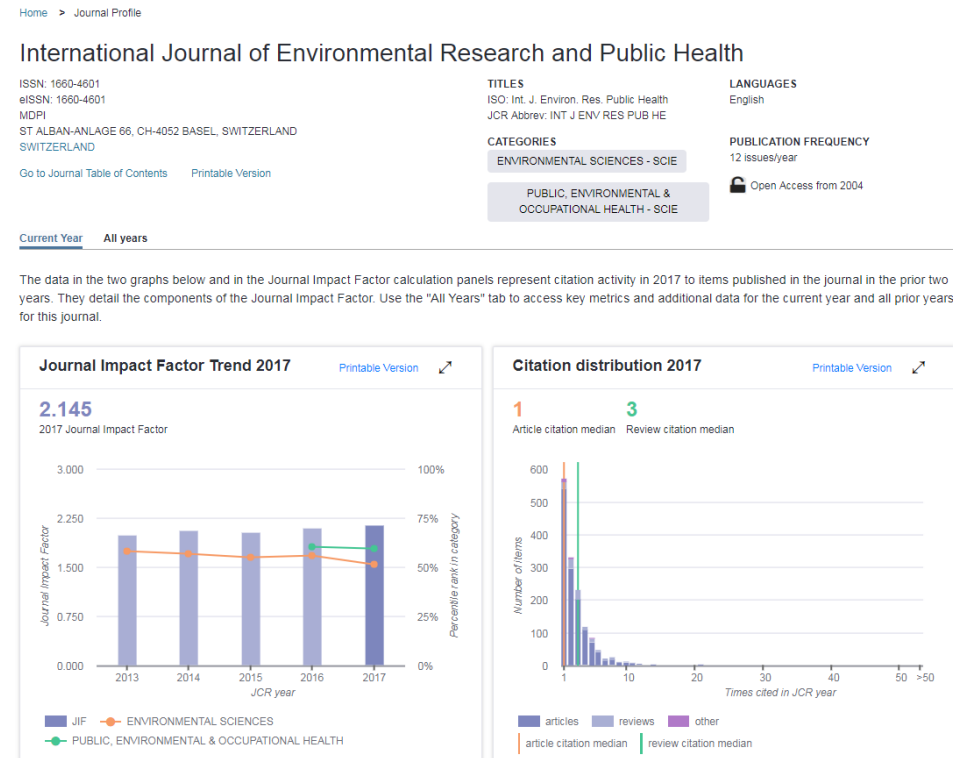 Home > Journal Profile
International Journal of Environmental Research and Public Health
ISSN: 1660-4601
eISSN: 1660-4601
MDPI
ST ALBAN-ANLAGE 66, CH-4052 BASEL, SWITZERLAND
SWITZERLAND
Go to Journal Table of Contents Printable Version
TITLES
ISO: Int. J. Environ. Res. Public Health
JCR Abbrev: INT J ENV RES PUB HE
CATEGORIES
ENVIRONMENTAL SCIENCES - SCIE
PUBLIC, ENVIRONMENTAL &
OCCUPATIONAL HEALTH - SCIE
LANGUAGES
English
PUBLICATION FREQUENCY
12 issues/year
Open Access from 2004
Current Year All years
The data in the two graphs below and in the Journal Impact Factor calculation panels represent citation activity in 2017 to items published in the journal in the prior two
years. They detail the components of the Journal Impact Factor. Use the "All Years" tab to access key metrics and additional data for the current year and all prior years
for this journal.
Journal Impact Factor Trend 2017 Printable Version
2.145
2017 Journal Impact Factor
3.000
2.250
1.500
0.750
0.000
Journal Impact Factor
100%
75%
50%
25%
0%
Percentile rank in category
2013 2014 2015 2016 2017
JCR year
JIF ENVIRONMENTAL SCIENCES
PUBLIC, ENVIRONMENTAL & OCCUPATIONAL HEALTH
Citation distribution 2017 Printable Version
1 3
Article citation median Review citation median
600
500
400
300
200
100
0
Number of items
1 10 20 30 40 50 >50
Times cited in JCR year
articles reviews other
article citation median review citation median